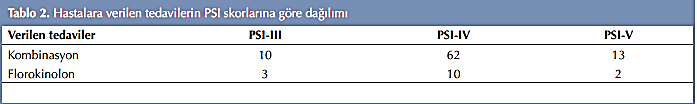 Tablo 2. Hastalara verilen tedavilerin PSI skorlarına göre dağılımı
Verilen tedaviler PSI-III PSI-IV PSI-V
Kombinasyon 10 62 13
Florokinolon 3 10 2